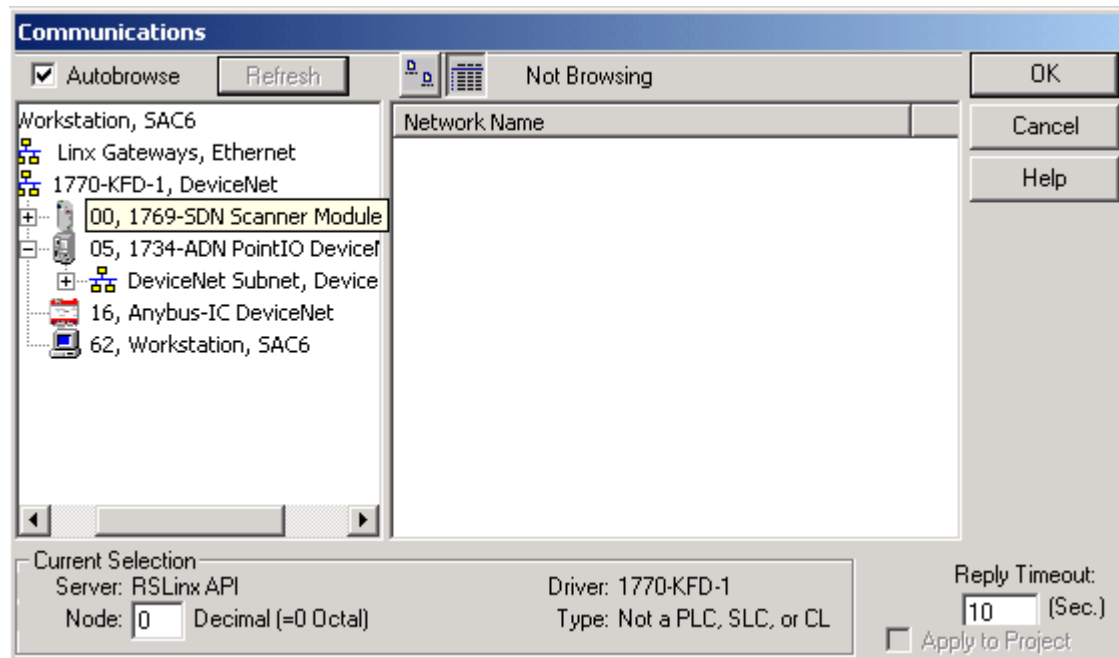 Communications
Autobrowse
Refresh
Not Browsing
OK
Workstation, SAC6
Network Name
Cancel
Linx Gateways, Ethernet
1770-KFD-1, DeviceNet
Help
00, 1769-SDN Scanner Module
05, 1734-ADN PointIO Device
DeviceNet Subnet, Device
16, Anybus-IC DeviceNet
62, Workstation, SAC6
Current Selection
Server: RSLinx API
Driver: 1770-KFD-1
Reply Timeout:
Node: 0 Decimal (=0 Octal)
Type: Not a PLC, SLC, or CL
10 (Sec.)
Apply to Project